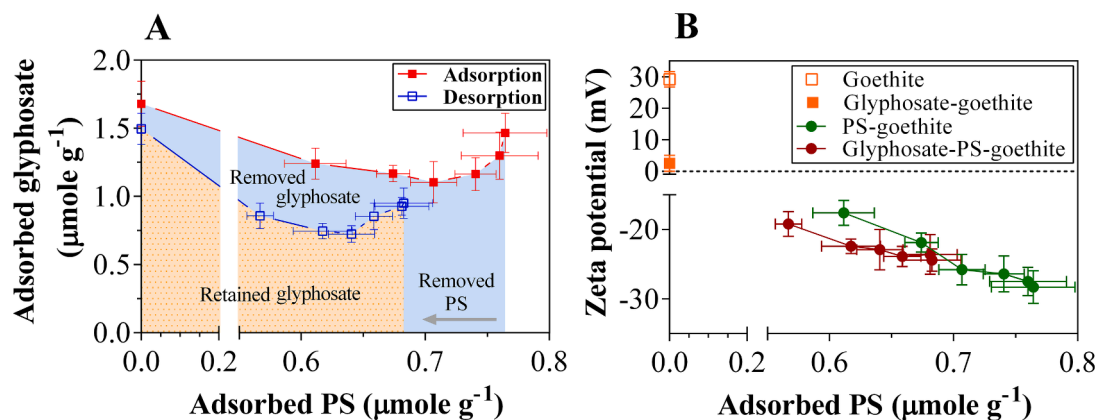 A
Adsorbed glyphosate
(μmole g-1)
2.0
1.5
1.0
0.5
0.0
Adsorption
Desorption
Removed
glyphosate
Retained glyphosate
Removed
PS
0.0
0.2
0.6
0.7
0.8
Adsorbed PS (μmole g-1)
B
Zeta potential (mV)
30
20
10
0
-20
-30
Goethite
Glyphosate-goethite
PS-goethite
Glyphosate-PS-goethite
0.0
0.2
0.6
0.7
0.8
Adsorbed PS (μmole g-1)